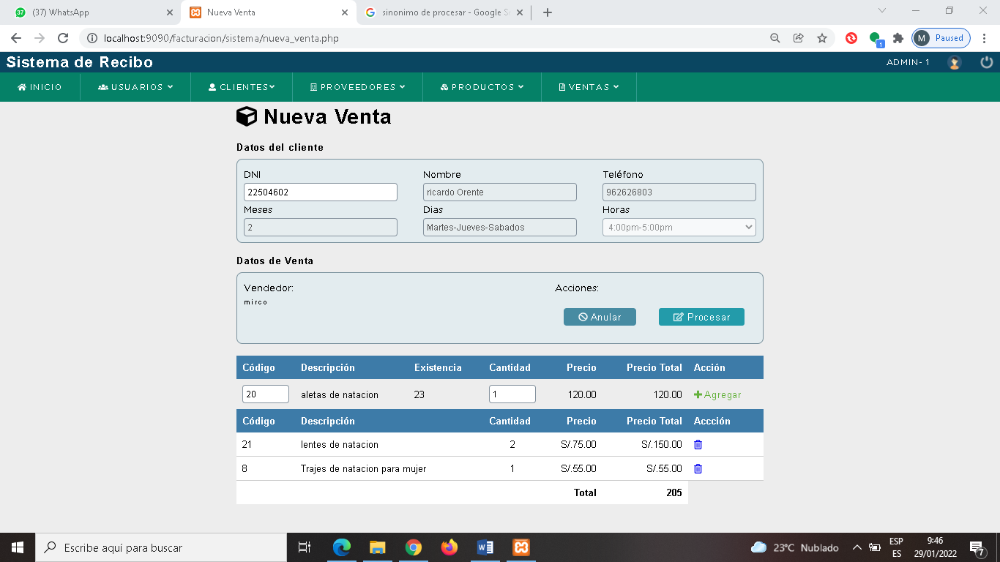 37 (37) WhatsApp
Nueva Venta
sinonimo de procesar - Google S
localhost:9090/facturacion/sistema/nueva_venta.php
1
M Paused
Sistema de Recibo
ADMIN- 1
INICIO USUARIOS CLIENTES PROVEEDORES PRODUCTOS VENTAS
Nueva Venta
Datos del cliente
DNI Nombre Teléfono
22504602 ricardo Orente 962626803
Meses Dias Horas
2 Martes-Jueves-Sabados 4:00pm-5:00pm
Datos de Venta
Vendedor: Acciones:
mirco
Anular Procesar
Código Descripción Existencia Cantidad Precio Precio Total Acción
20 aletas de natacion 23 1 120.00 120.00 Agregar
Código Descripción Cantidad Precio Precio Total Accción
21 lentes de natacion 2 S/.75.00 S/.150.00
8 Trajes de natacion para mujer 1 S/.55.00 S/.55.00
Total 205
Escribe aquí para buscar
23°C Nublado
ESP
ES
9:46
29/01/2022
7